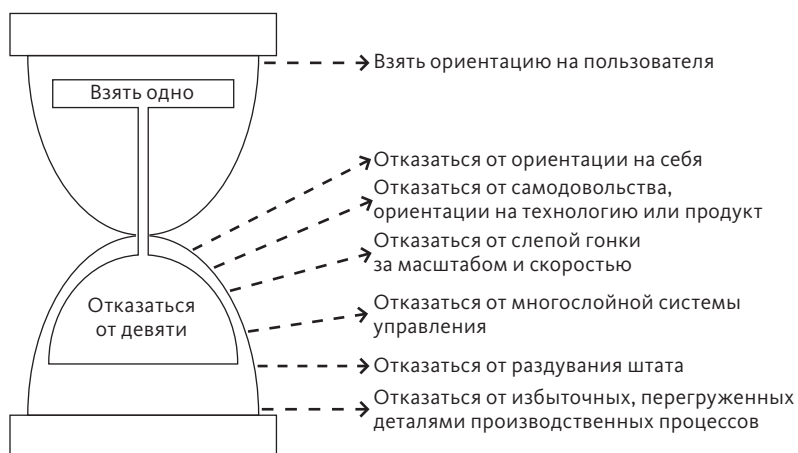 Взять ориентацию на пользователя
Взять одно
Отказаться от ориентации на себя
Отказаться от самодовольства,
ориентации на технологию или продукт
Отказаться от слепой гонки
за масштабом и скоростью
Отказаться
от девяти
Отказаться от многослойной системы
управления
Отказаться от раздувания штата
Отказаться от избыточных, перегруженных
деталями производственных процессов